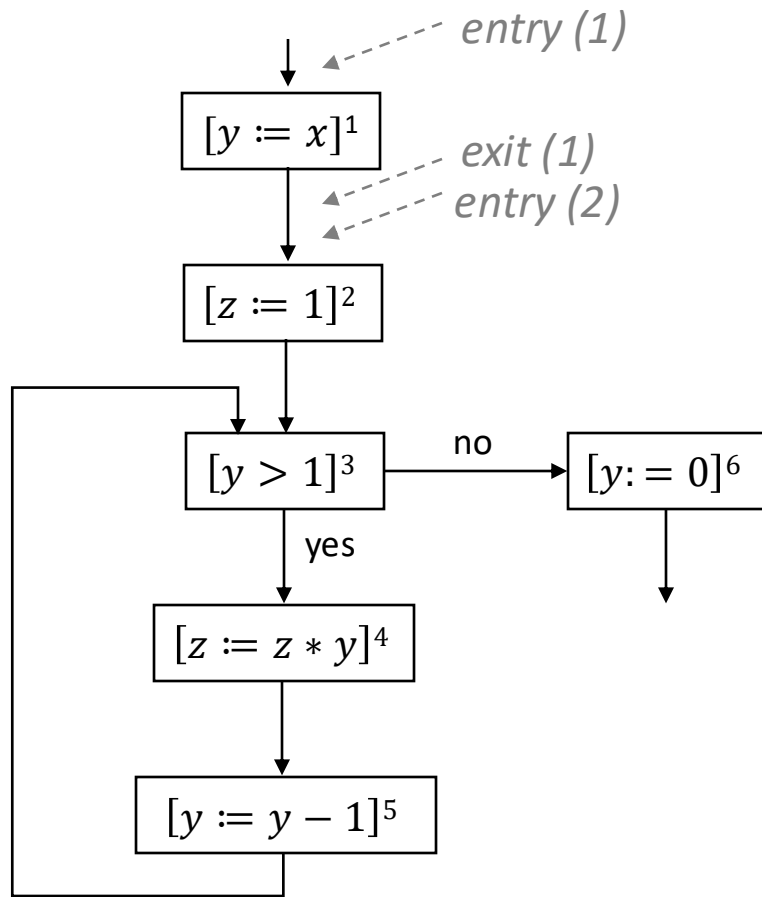 entry (1)
[y ≔ x]¹
exit (1)
entry (2)
[z ≔ 1]²
[y > 1]³
no
[y: = 0]⁶
yes
[z ≔ z ∗ y]⁴
[y ≔ y − 1]⁵